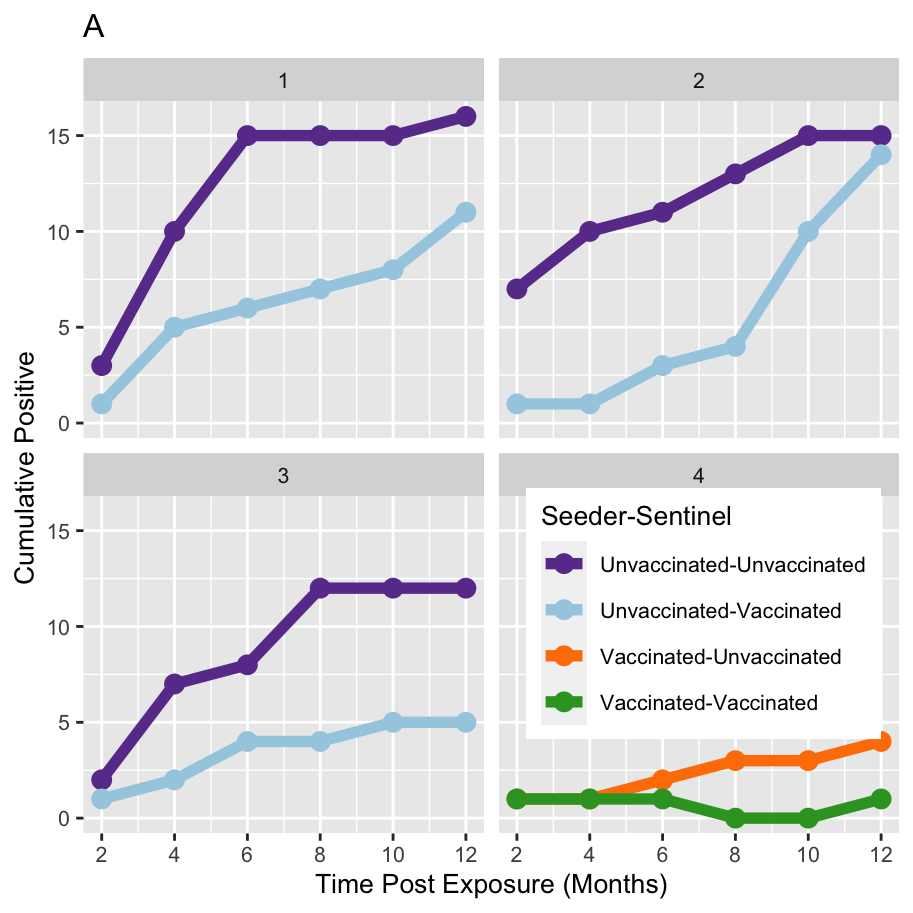 A
1
2
15
10
5
0
Cumulative Positive
3
4
15
10
5
0
Seeder-Sentinel
Unvaccinated-Unvaccinated
Unvaccinated-Vaccinated
Vaccinated-Unvaccinated
Vaccinated-Vaccinated
2 4 6 8 10 12
2 4 6 8 10 12
Time Post Exposure (Months)